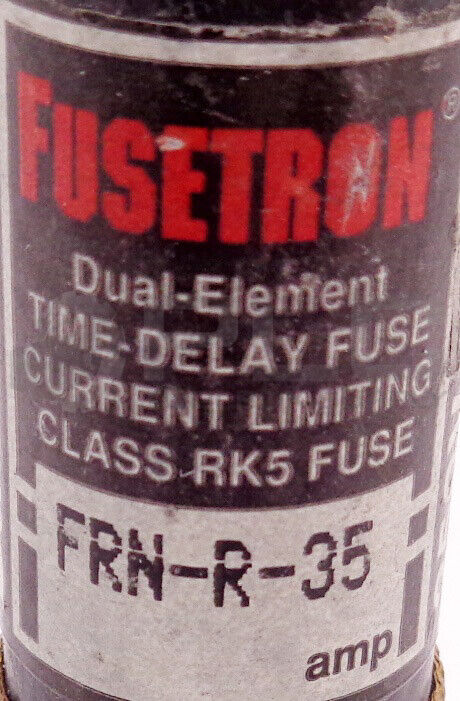 FUSETRON®
Dual-Element
TIME-DELAY FUSE
CURRENT LIMITING
CLASS RK5 FUSE
FRN-R-35
amp